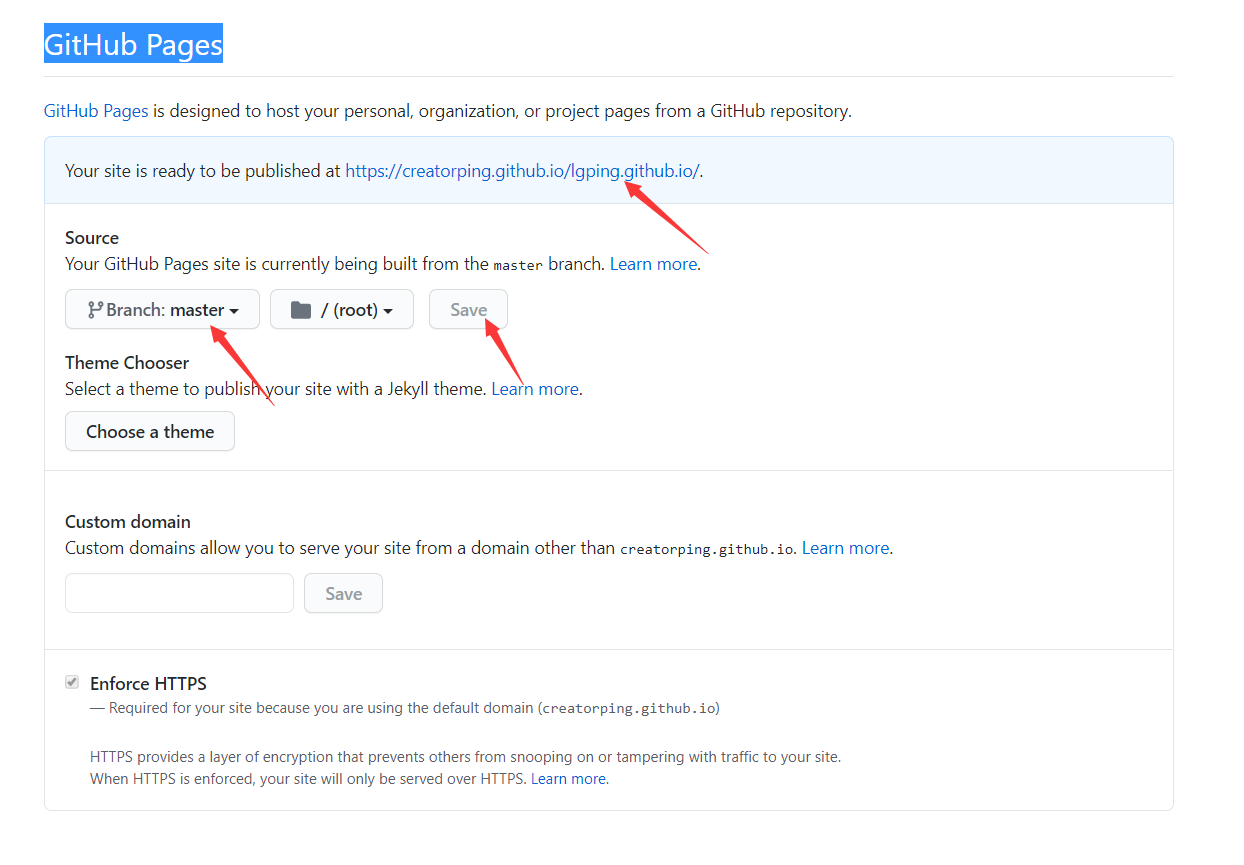 GitHub Pages
GitHub Pages is designed to host your personal, organization, or project pages from a GitHub repository.
Your site is ready to be published at https://creatorping.github.io/lgping.github.io/.
Source
Your GitHub Pages site is currently being built from the master branch. Learn more.
Branch: master / (root) Save
Theme Chooser
Select a theme to publish your site with a Jekyll theme. Learn more.
Choose a theme
Custom domain
Custom domains allow you to serve your site from a domain other than creatorping.github.io. Learn more.
Save
Enforce HTTPS
— Required for your site because you are using the default domain (creatorping.github.io)
HTTPS provides a layer of encryption that prevents others from snooping on or tampering with traffic to your site.
When HTTPS is enforced, your site will only be served over HTTPS. Learn more.